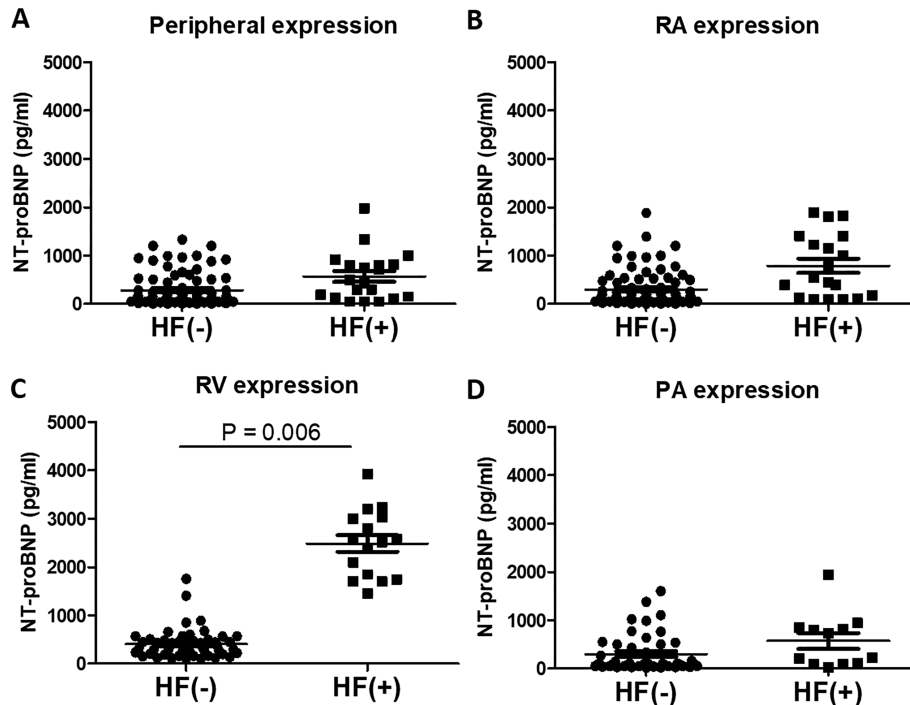 A
Peripheral expression
NT-proBNP (pg/ml)
5000
4000
3000
2000
1000
0
HF(-)
HF(+)
B
RA expression
NT-proBNP (pg/ml)
5000
4000
3000
2000
1000
0
HF(-)
HF(+)
C
RV expression
NT-proBNP (pg/ml)
5000
4000
3000
2000
1000
0
P = 0.006
HF(-)
HF(+)
D
PA expression
NT-proBNP (pg/ml)
5000
4000
3000
2000
1000
0
HF(-)
HF(+)